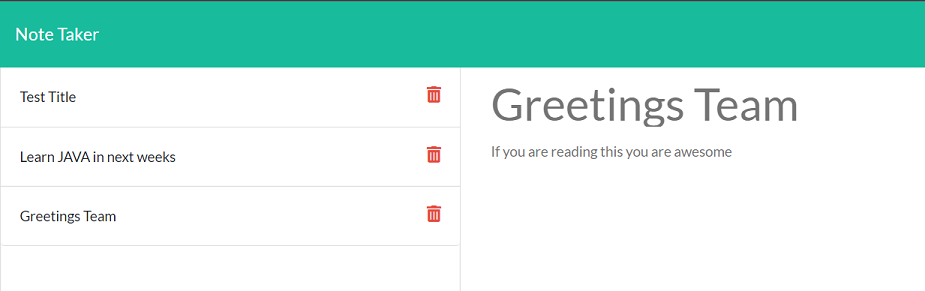 Note Taker
Test Title
Learn JAVA in next weeks
Greetings Team
Greetings Team
If you are reading this you are awesome